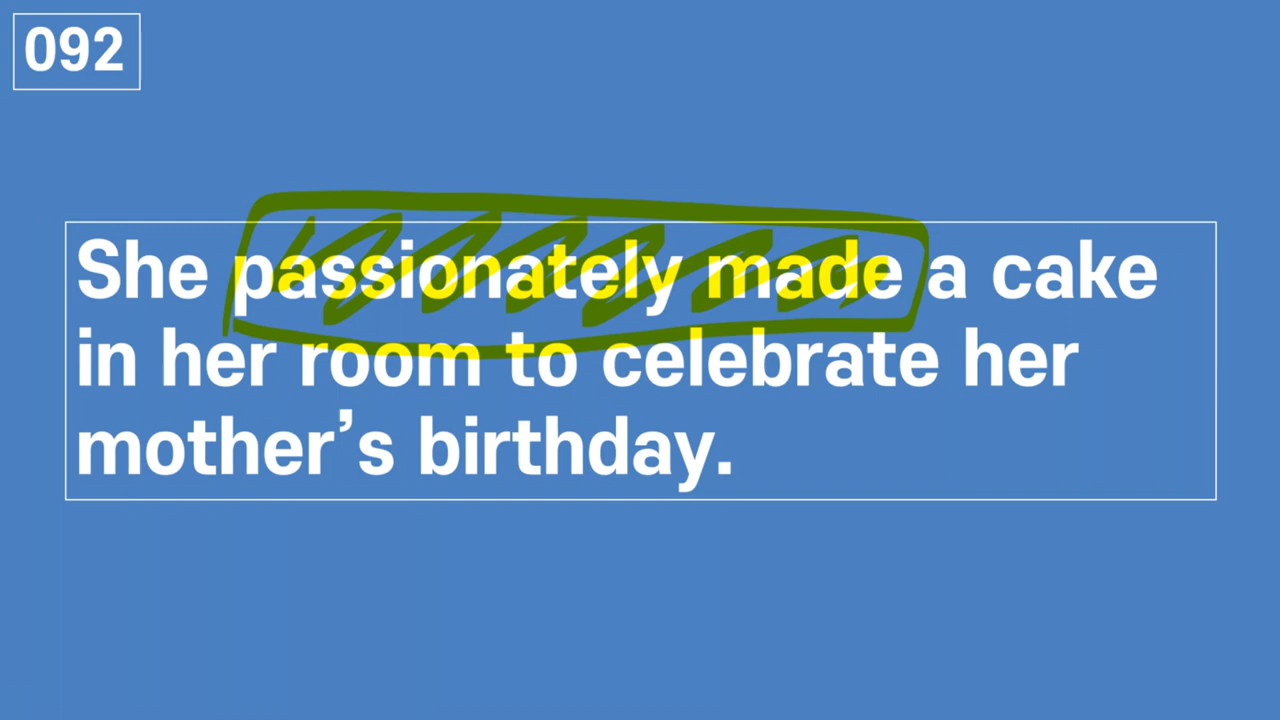 092
She passionately made a cake
in her room to celebrate her
mother’s birthday.